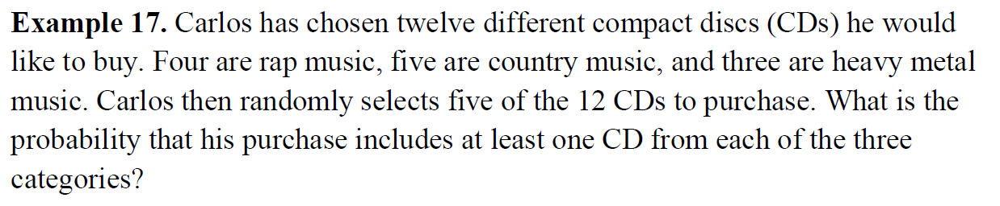 Example 17. Carlos has chosen twelve different compact discs (CDs) he would
like to buy. Four are rap music, five are country music, and three are heavy metal
music. Carlos then randomly selects five of the 12 CDs to purchase. What is the
probability that his purchase includes at least one CD from each of the three
categories?